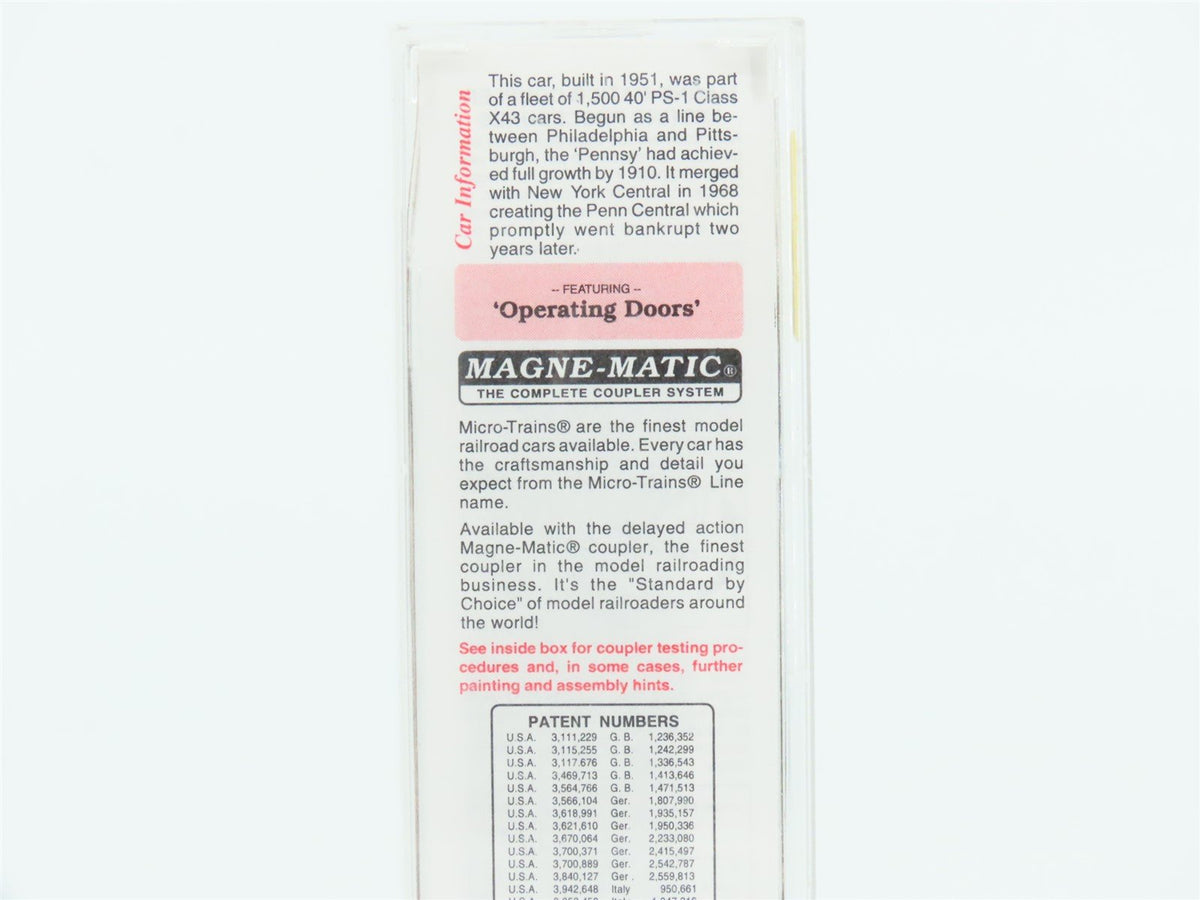 Car Information
This car, built in 1951, was part
of a fleet of 1,500 40' PS-1 Class
X43 cars. Begun as a line be-
tween Philadelphia and Pitts-
burgh, the 'Pennsy' had achiev-
ed full growth by 1910. It merged
with New York Central in 1968
creating the Penn Central which
promptly went bankrupt two
years later.
-- FEATURING --
'Operating Doors'
MAGNE-MATIC®
THE COMPLETE COUPLER SYSTEM
Micro-Trains® are the finest model
railroad cars available. Every car has
the craftsmanship and detail you
expect from the Micro-Trains® Line
name.
Available with the delayed action
Magne-Matic® coupler, the finest
coupler in the model railroading
business. It's the "Standard by
Choice" of model railroaders around
the world!
See inside box for coupler testing pro-
cedures and, in some cases, further
painting and assembly hints.
PATENT NUMBERS
U.S.A. 3,111,229 G. B. 1,236,352
U.S.A. 3,115,255 G. B. 1,242,299
U.S.A. 3,117.676 G. B. 1,336,543
U.S.A. 3,469,713 G. B. 1,413,646
U.S.A. 3,564,766 G. B. 1,471,513
U.S.A. 3,566,104 Ger. 1,807,990
U.S.A. 3,618,991 Ger. 1,935,157
U.S.A. 3,621,610 Ger. 1,950,336
U.S.A. 3,670,064 Ger. 2,233,080
U.S.A. 3,700,371 Ger. 2,415,497
U.S.A. 3,700,889 Ger. 2,542,787
U.S.A. 3,840,127 Ger . 2,559,813
U.S.A. 3,942,648 Italy 950,661